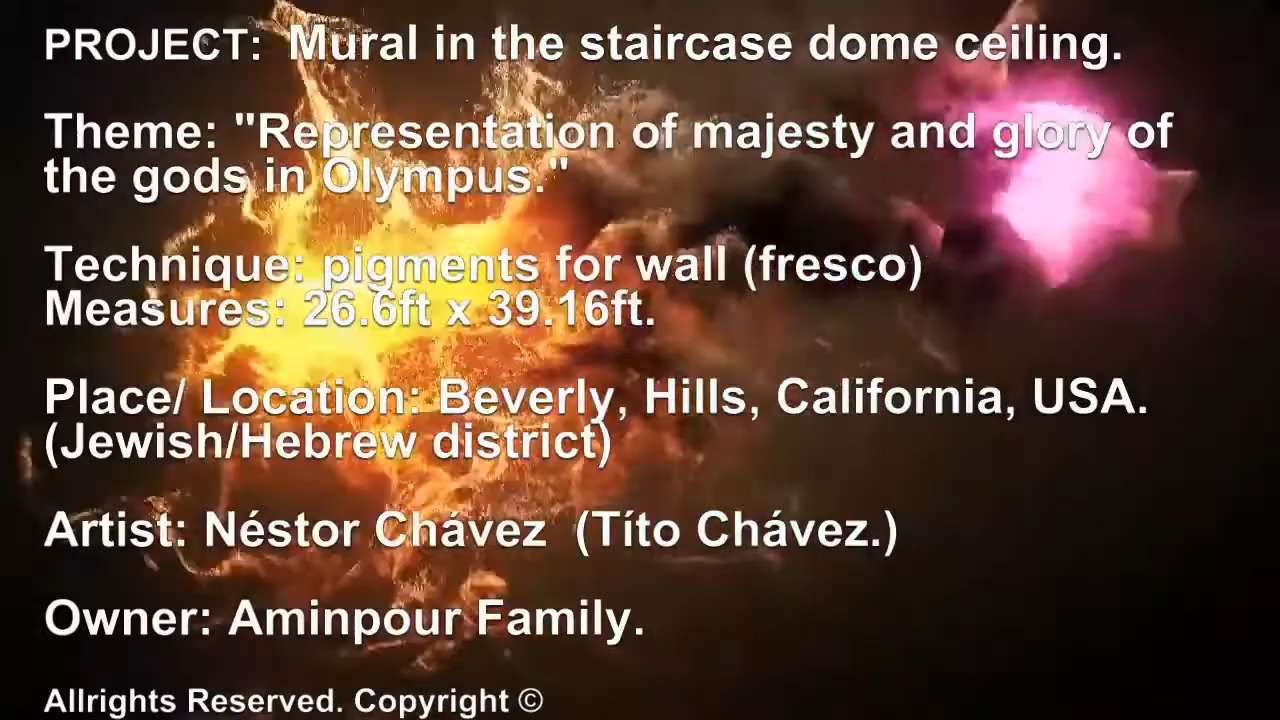 PROJECT: Mural in the staircase dome ceiling.
Theme: "Representation of majesty and glory of
the gods in Olympus."
Technique: pigments for wall (fresco)
Measures: 26.6ft x 39.16ft.
Place/ Location: Beverly, Hills, California, USA.
(Jewish/Hebrew district)
Artist: Néstor Chávez (Títo Chávez.)
Owner: Aminpour Family.
Allrights Reserved. Copyright ©